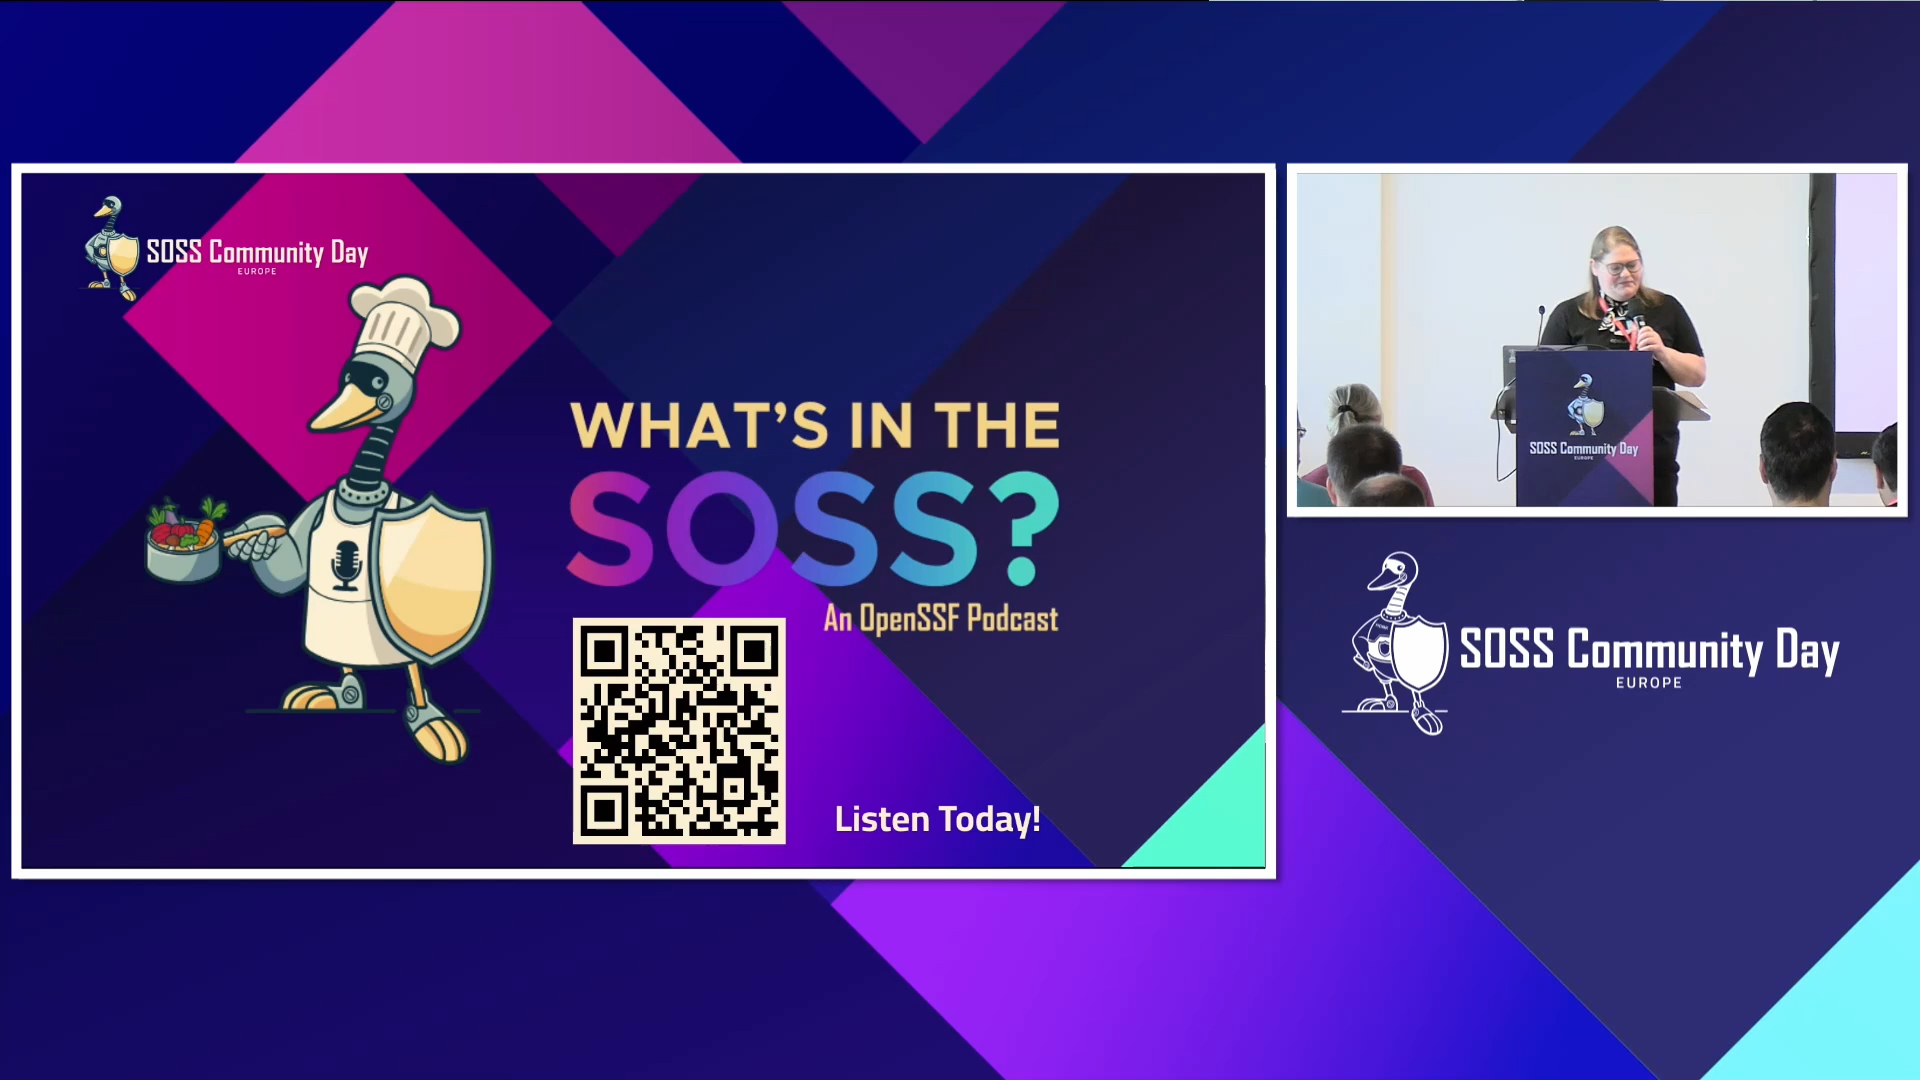 SOSS Community Day
EUROPE
WHAT'S IN THE
SOSS?
An OpenSSF Podcast
Listen Today!
SOSS Community Day
EUROPE
SOSS Community Day
EUROPE